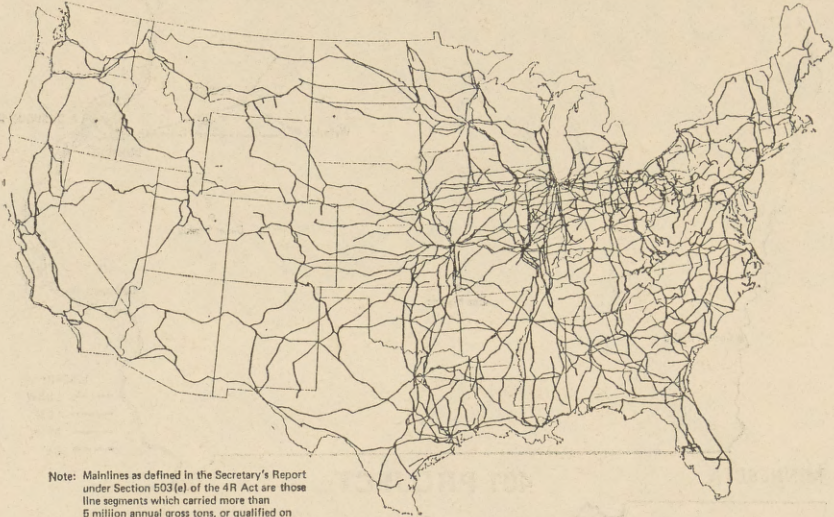 Note: Mainlines as defined in the Secretary's Report
under Section 503(e) of the 4R Act are those
line segments which carried more than
5 million annual gross tons, or qualified on